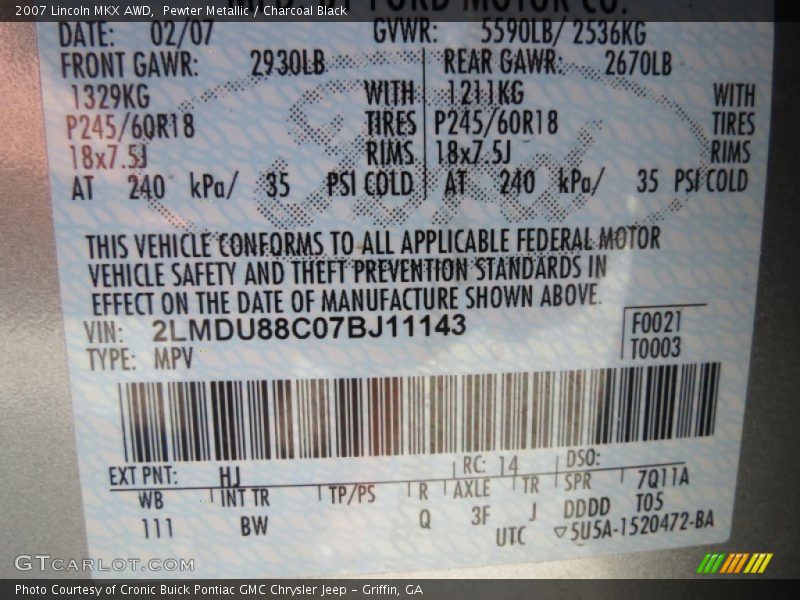 2007 Lincoln MKX AWD, Pewter Metallic / Charcoal Black
FORD MOTOR CO.
DATE: 02/07 GVWR: 5590LB/ 2536KG
FRONT GAWR: 2930LB REAR GAWR: 2670LB
1329KG WITH 1211KG WITH
P245/60R18 TIRES P245/60R18 TIRES
18x7.5J RIMS 18x7.5J RIMS
AT 240 kPa/ 35 PSI COLD AT 240 kPa/ 35 PSI COLD
THIS VEHICLE CONFORMS TO ALL APPLICABLE FEDERAL MOTOR
VEHICLE SAFETY AND THEFT PREVENTION STANDARDS IN
EFFECT ON THE DATE OF MANUFACTURE SHOWN ABOVE.
VIN: 2LMDU88C07BJ11143 F0021
TYPE: MPV T0003
EXT PNT: HJ RC: 14 DSO:
WB INT TR TP/PS R AXLE TR SPR 7Q11A
111 BW Q 3F J DDDD T05
UTC ▽5U5A-1520472-BA
GTCARLOT.COM
Photo Courtesy of Cronic Buick Pontiac GMC Chrysler Jeep - Griffin, GA